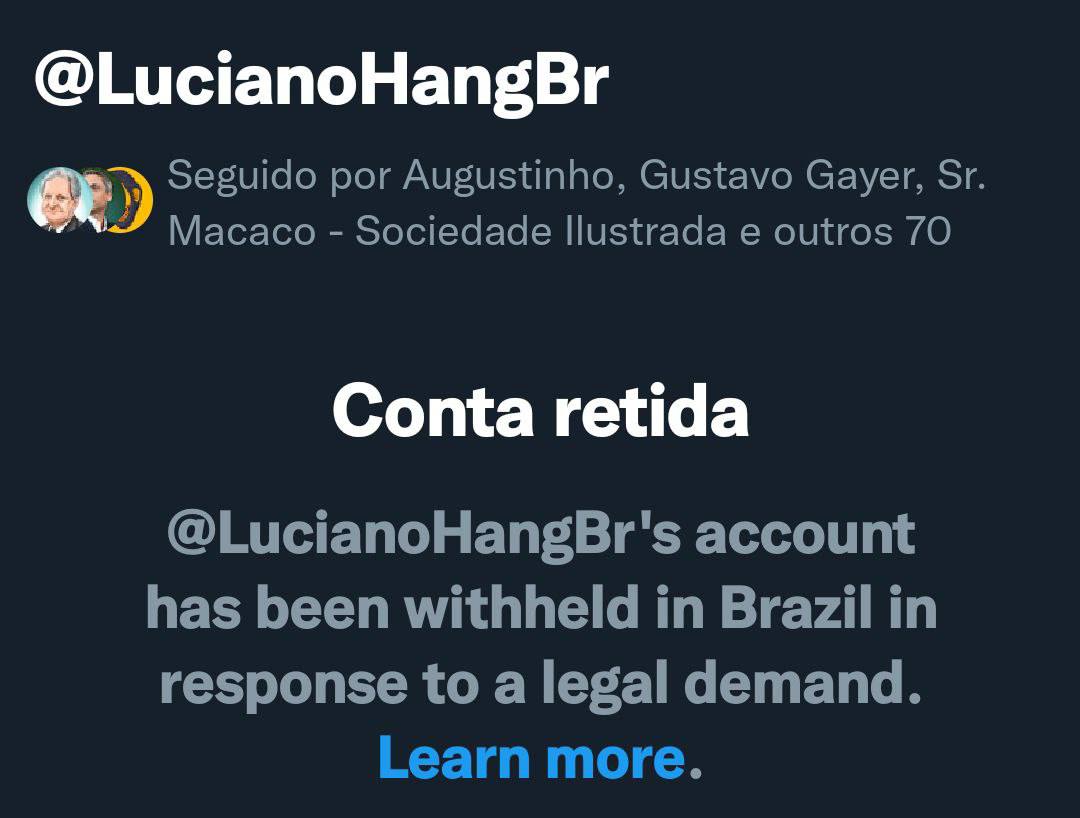 @LucianoHangBr
Seguido por Augustinho, Gustavo Gayer, Sr.
Macaco - Sociedade Ilustrada e outros 70
Conta retida
@LucianoHangBr's account
has been withheld in Brazil in
response to a legal demand.
Learn more.